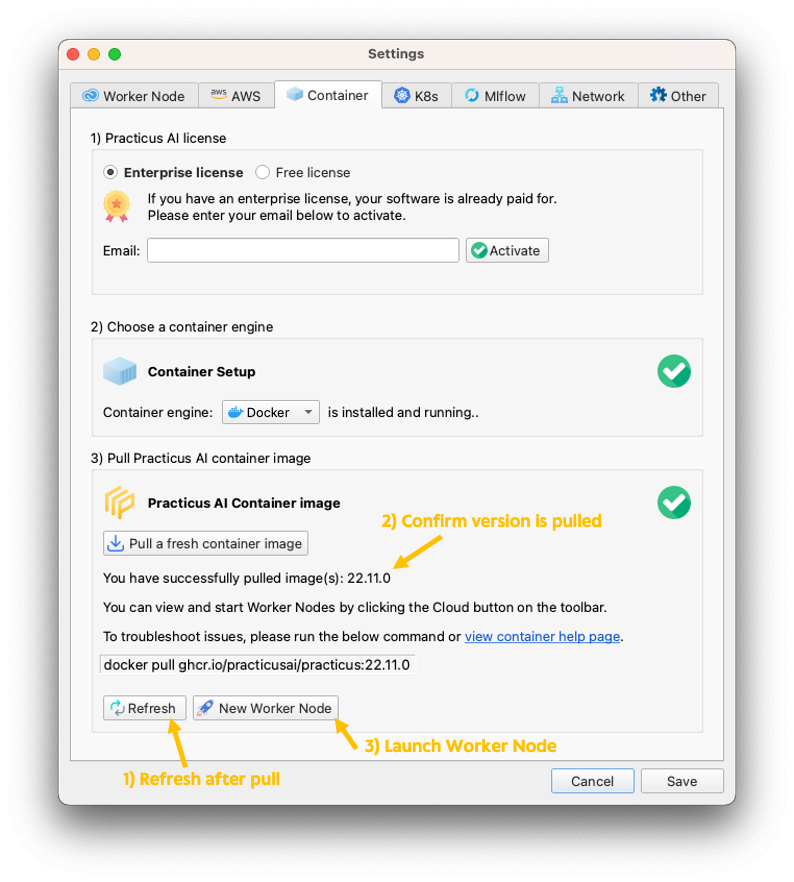 Settings
Worker Node
aws AWS
Container
K8s
Mlflow
Network
Other
1) Practicus AI license
Enterprise license
Free license
If you have an enterprise license, your software is already paid for.
Please enter your email below to activate.
Email:
Activate
2) Choose a container engine
Container Setup
Container engine: Docker is installed and running..
3) Pull Practicus AI container image
Practicus AI Container image
2) Confirm version is pulled
Pull a fresh container image
You have successfully pulled image(s): 22.11.0
You can view and start Worker Nodes by clicking the Cloud button on the toolbar.
To troubleshoot issues, please run the below command or view container help page.
docker pull ghcr.io/practicusai/practicus:22.11.0
Refresh
New Worker Node
3) Launch Worker Node
1) Refresh after pull
Cancel
Save